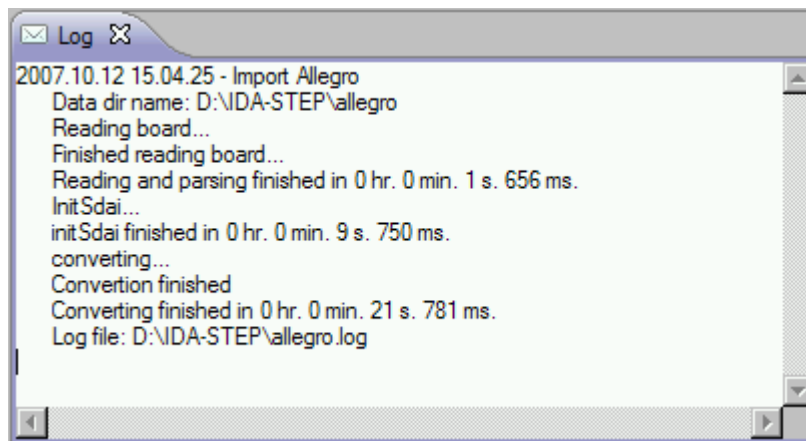 Log
2007.10.12 15.04.25 - Import Allegro
Data dir name: D:\IDA-STEP\allegro
Reading board...
Finished reading board...
Reading and parsing finished in 0 hr. 0 min. 1 s. 656 ms.
InitSdai...
initSdai finished in 0 hr. 0 min. 9 s. 750 ms.
converting...
Convertion finished
Converting finished in 0 hr. 0 min. 21 s. 781 ms.
Log file: D:\IDA-STEP\allegro.log